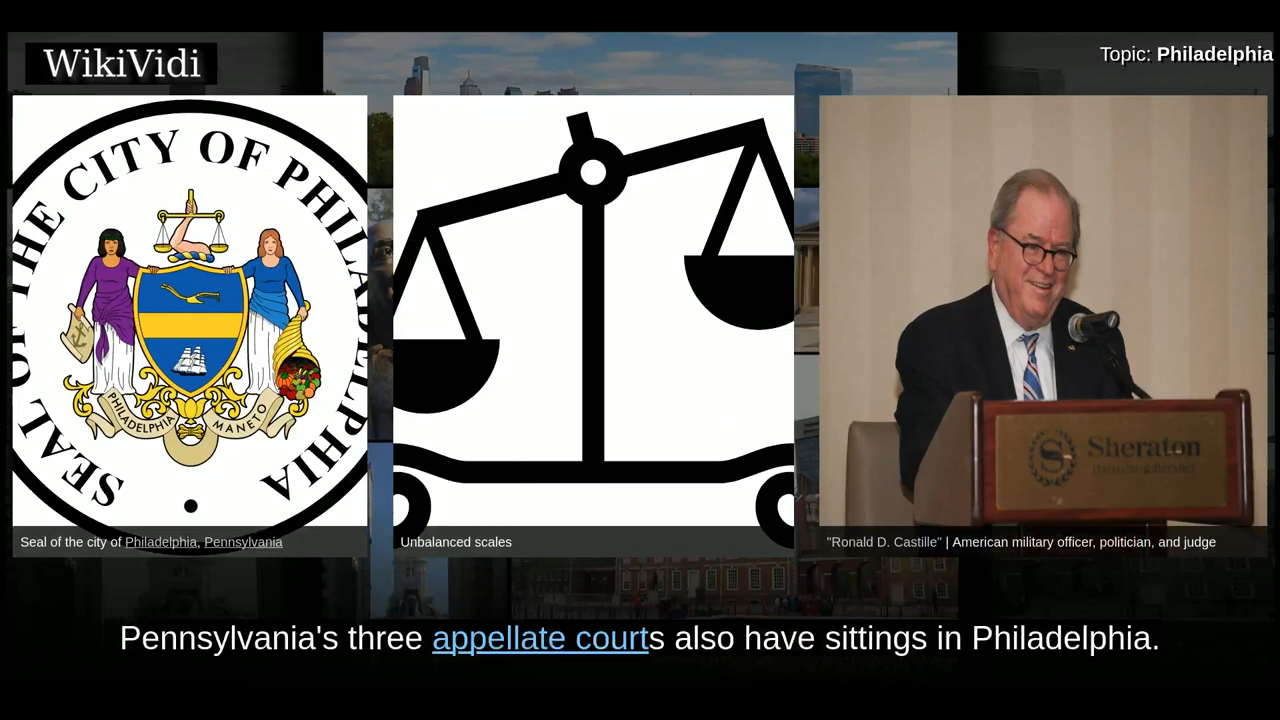 WikiVidi
Topic: Philadelphia
SEAL OF THE CITY OF PHILADELPHIA
PHILADELPHIA MANETO
Sheraton
Seal of the city of Philadelphia, Pennsylvania
Unbalanced scales
"Ronald D. Castille" | American military officer, politician, and judge
Pennsylvania's three appellate courts also have sittings in Philadelphia.